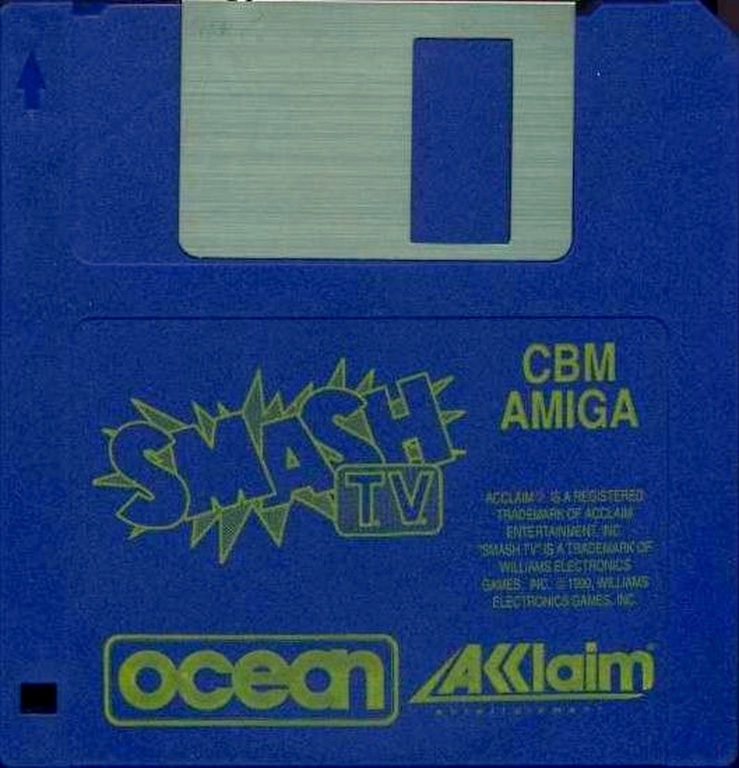 SMASH
T.V.
CBM
AMIGA
ACCLAIM ® IS A REGISTERED
TRADEMARK OF ACCLAIM
ENTERTAINMENT, INC.
"SMASH TV" IS A TRADEMARK OF
WILLIAMS ELECTRONICS
GAMES, INC. © 1990, WILLIAMS
ELECTRONICS GAMES, INC.
ocean
AKKlaim
entertainment